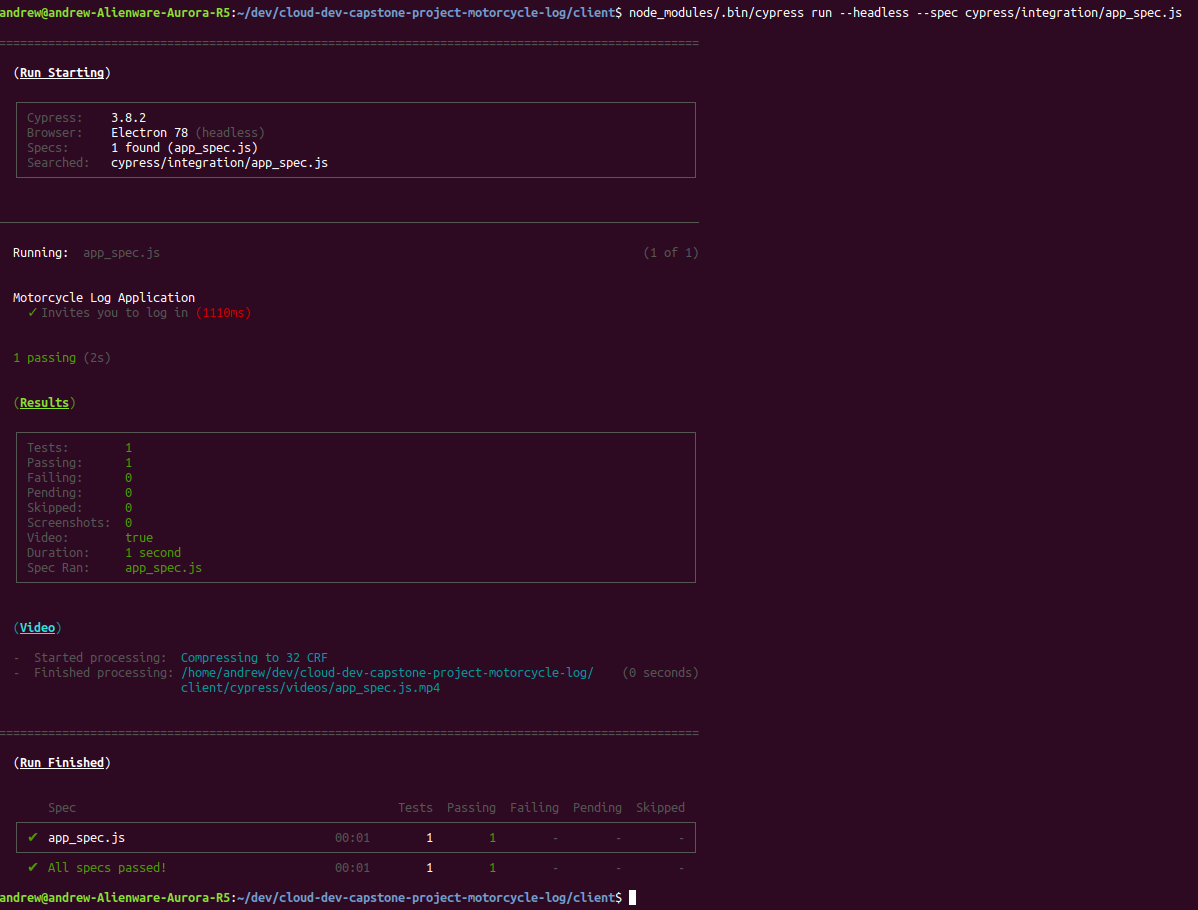 andrew@andrew-Alienware-Aurora-R5:~/dev/cloud-dev-capstone-project-motorcycle-log/client$ node_modules/.bin/cypress run --headless --spec cypress/integration/app_spec.js
====================================================================================================
(Run Starting)
Cypress: 3.8.2
Browser: Electron 78 (headless)
Specs: 1 found (app_spec.js)
Searched: cypress/integration/app_spec.js
Running: app_spec.js (1 of 1)
Motorcycle Log Application
✓ Invites you to log in (1110ms)
1 passing (2s)
(Results)
Tests: 1
Passing: 1
Failing: 0
Pending: 0
Skipped: 0
Screenshots: 0
Video: true
Duration: 1 second
Spec Ran: app_spec.js
(Video)
- Started processing: Compressing to 32 CRF
- Finished processing: /home/andrew/dev/cloud-dev-capstone-project-motorcycle-log/ (0 seconds)
client/cypress/videos/app_spec.js.mp4
====================================================================================================
(Run Finished)
Spec Tests Passing Failing Pending Skipped
✔ app_spec.js 00:01 1 1 - - -
✔ All specs passed! 00:01 1 1 - - -
andrew@andrew-Alienware-Aurora-R5:~/dev/cloud-dev-capstone-project-motorcycle-log/client$